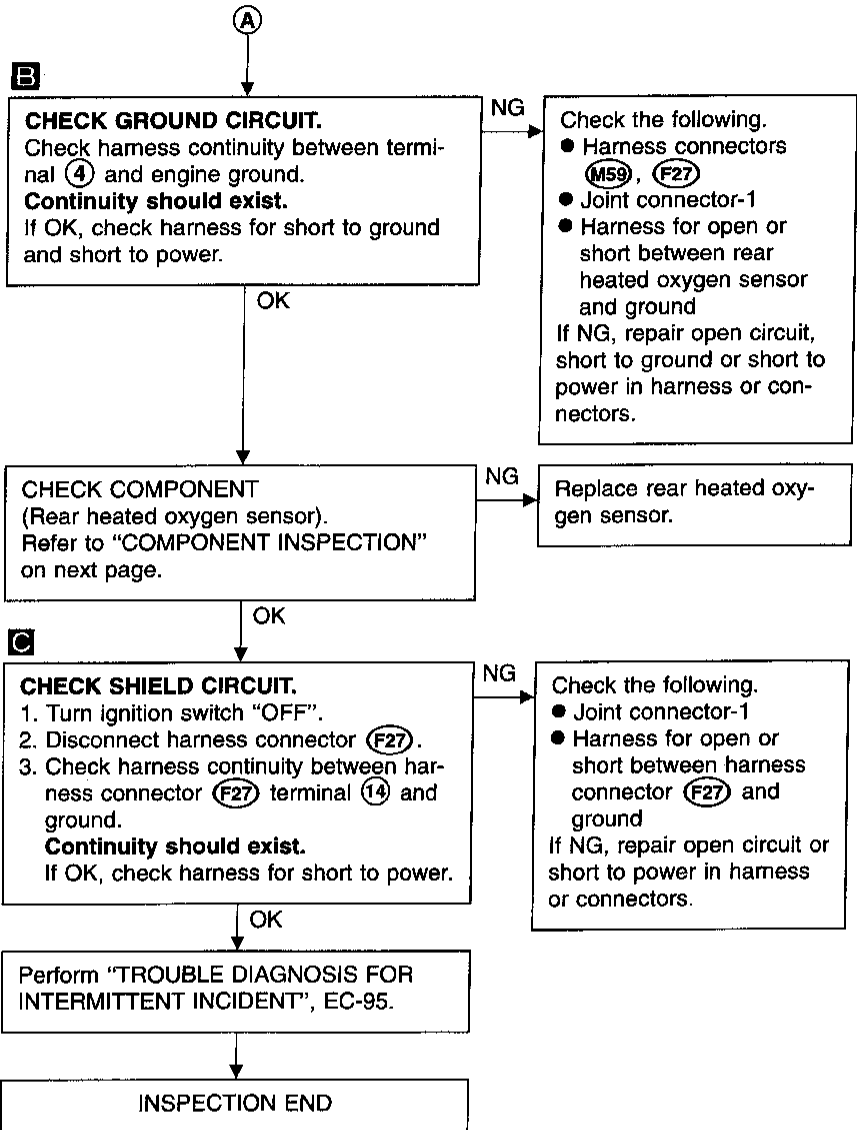 A
B
CHECK GROUND CIRCUIT.
Check harness continuity between termi-
nal 4 and engine ground.
Continuity should exist.
If OK, check harness for short to ground
and short to power.
NG
Check the following.
● Harness connectors
M59, F27
● Joint connector-1
● Harness for open or
short between rear
heated oxygen sensor
and ground
If NG, repair open circuit,
short to ground or short to
power in harness or con-
nectors.
OK
CHECK COMPONENT
(Rear heated oxygen sensor).
Refer to “COMPONENT INSPECTION”
on next page.
NG
Replace rear heated oxy-
gen sensor.
OK
C
CHECK SHIELD CIRCUIT.
1. Turn ignition switch “OFF”.
2. Disconnect harness connector F27.
3. Check harness continuity between har-
ness connector F27 terminal 14 and
ground.
Continuity should exist.
If OK, check harness for short to power.
NG
Check the following.
● Joint connector-1
● Harness for open or
short between harness
connector F27 and
ground
If NG, repair open circuit or
short to power in harness
or connectors.
OK
Perform “TROUBLE DIAGNOSIS FOR
INTERMITTENT INCIDENT”, EC-95.
INSPECTION END